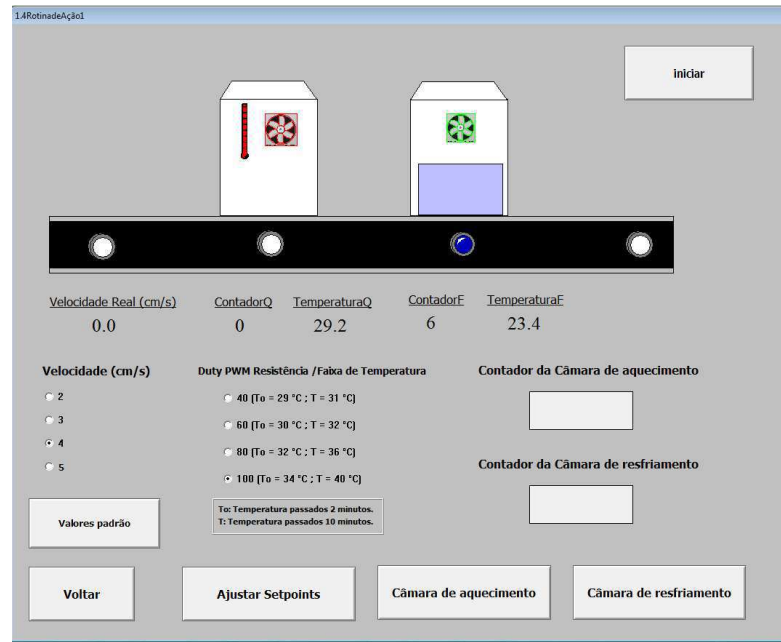 1.4RotinadeAção1
iniciar
Velocidade Real (cm/s)
0.0
ContadorQ
0
TemperaturaQ
29.2
ContadorF
6
TemperaturaF
23.4
Velocidade (cm/s)
2
3
4
5
Duty PWM Resistência /Faixa de Temperatura
40 (To = 29 °C ; T = 31 °C)
60 (To = 30 °C ; T = 32 °C)
80 (To = 32 °C ; T = 36 °C)
100 (To = 34 °C ; T = 40 °C)
To: Temperatura passados 2 minutos.
T: Temperatura passados 10 minutos.
Contador da Câmara de aquecimento
Contador da Câmara de resfriamento
Valores padrão
Voltar
Ajustar Setpoints
Câmara de aquecimento
Câmara de resfriamento